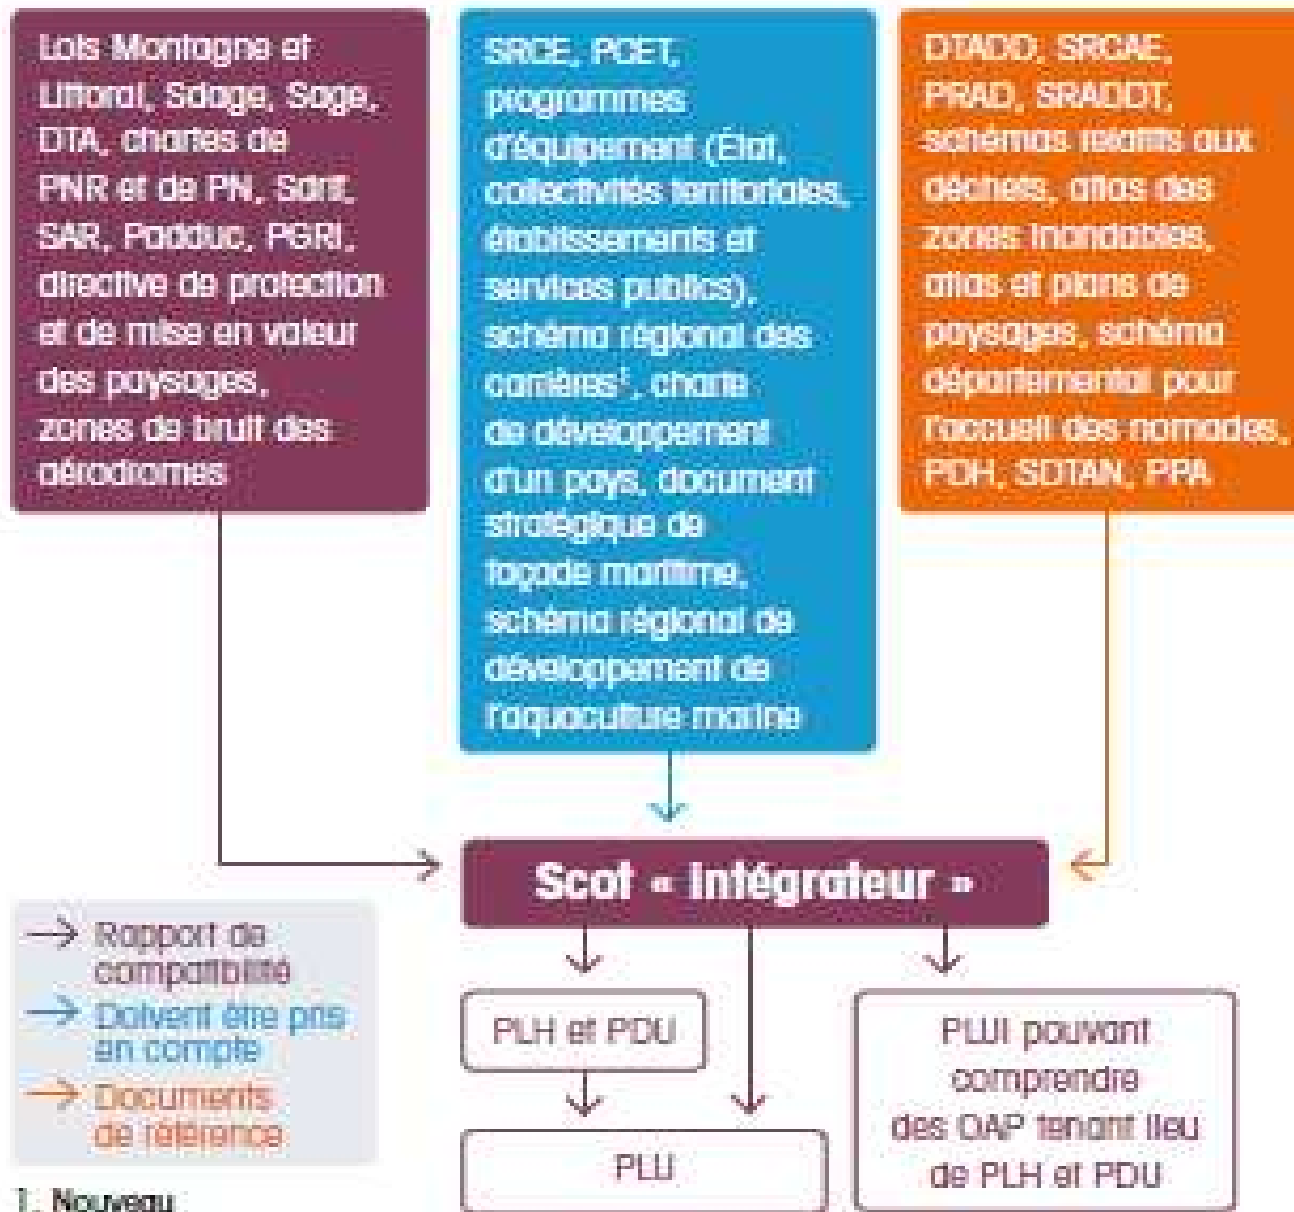 Lois Montagne et
Littoral, Sdage, Sage,
DTA, chartes de
PNR et de PN, Sdrif,
SAR, Padduc, PGRI,
directive de protection
et de mise en valeur
des paysages,
zones de bruit des
aérodromes
SRCE, PCET,
programmes
d'équipement (État,
collectivités territoriales,
établissements et
services publics),
schéma régional des
carrières¹, charte
de développement
d'un pays, document
stratégique de
façade maritime,
schéma régional de
développement de
l'aquaculture marine
DTADD, SRCAE,
PRAD, SRADDT,
schémas relatifs aux
déchets, atlas des
zones inondables,
atlas et plans de
paysages, schéma
départemental pour
l'accueil des nomades,
PDH, SDTAN, PPA
Scot « intégrateur »
Rapport de
compatibilité
Doivent être pris
en compte
Documents
de référence
PLH et PDU
PLU
PLUI pouvant
comprendre
des OAP tenant lieu
de PLH et PDU
1. Nouveau